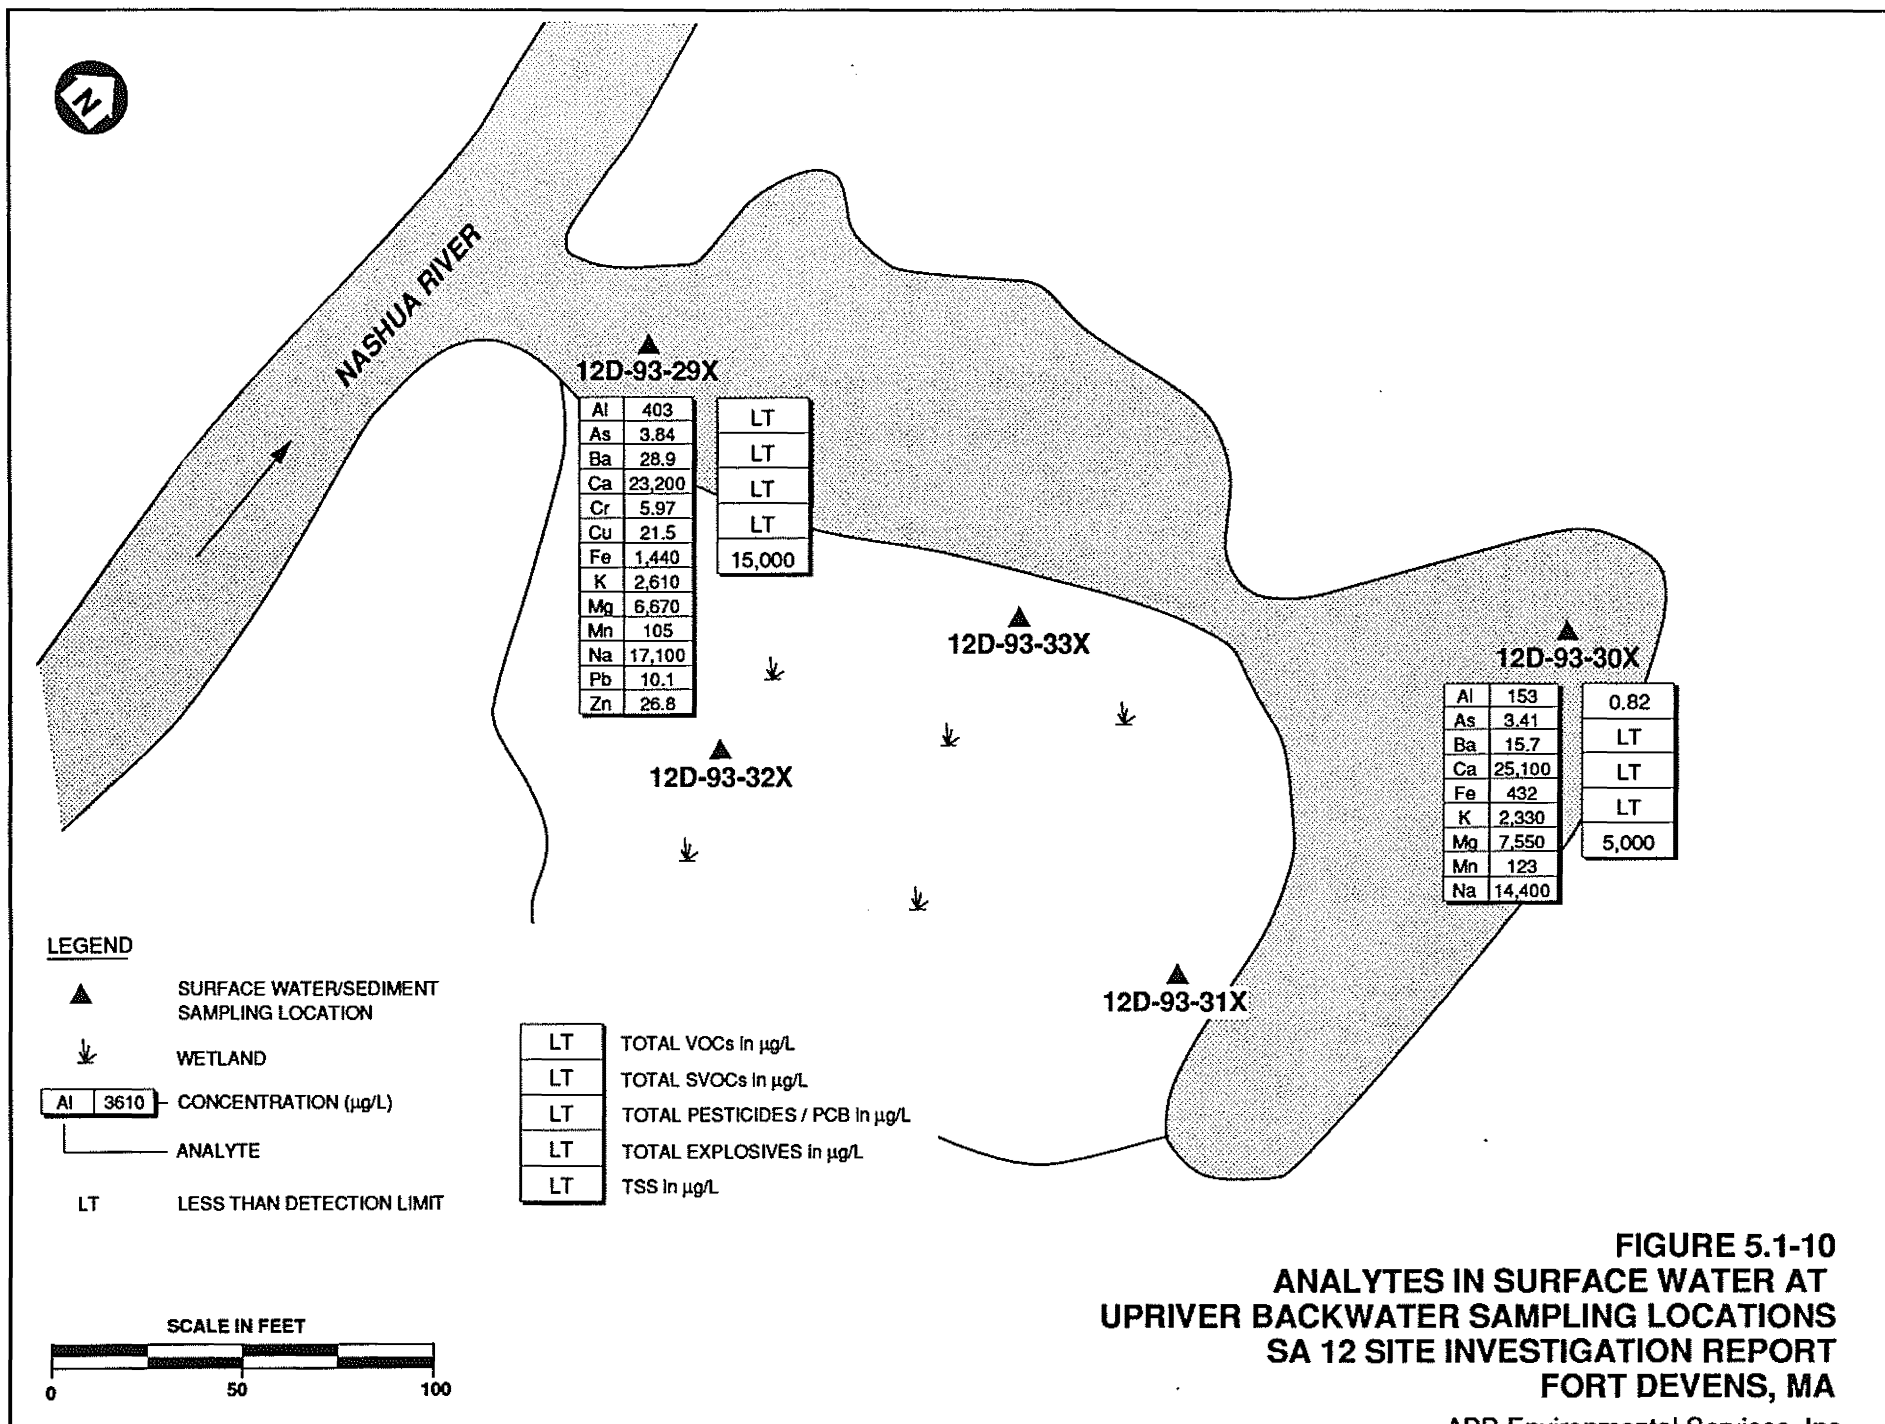 N
NASHUA RIVER
12D-93-29X
Al 403
As 3.84
Ba 28.9
Ca 23,200
Cr 5.97
Cu 21.5
Fe 1,440
K 2,610
Mg 6,670
Mn 105
Na 17,100
Pb 10.1
Zn 26.8
LT
LT
LT
LT
15,000
12D-93-33X
12D-93-32X
12D-93-30X
Al 153
As 3.41
Ba 15.7
Ca 25,100
Fe 432
K 2,330
Mg 7,550
Mn 123
Na 14,400
0.82
LT
LT
LT
5,000
12D-93-31X
LEGEND
SURFACE WATER/SEDIMENT
SAMPLING LOCATION
WETLAND
Al 3610 CONCENTRATION (µg/L)
ANALYTE
LT LESS THAN DETECTION LIMIT
LT TOTAL VOCs in µg/L
LT TOTAL SVOCs in µg/L
LT TOTAL PESTICIDES / PCB in µg/L
LT TOTAL EXPLOSIVES in µg/L
LT TSS in µg/L
SCALE IN FEET
0 50 100
FIGURE 5.1-10
ANALYTES IN SURFACE WATER AT
UPRIVER BACKWATER SAMPLING LOCATIONS
SA 12 SITE INVESTIGATION REPORT
FORT DEVENS, MA
Environmental Services, Inc